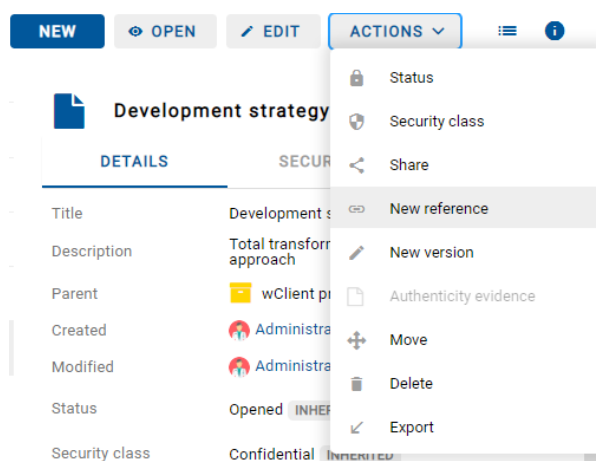 NEW OPEN EDIT ACTIONS
Status
Development strategy
Security class
DETAILS SECUR
Share
Title Development s
New reference
Description Total transform
approach
New version
Parent wClient pr
Authenticity evidence
Created Administra
Move
Modified Administra
Delete
Status Opened INHER
Export
Security class Confidential INHERITED